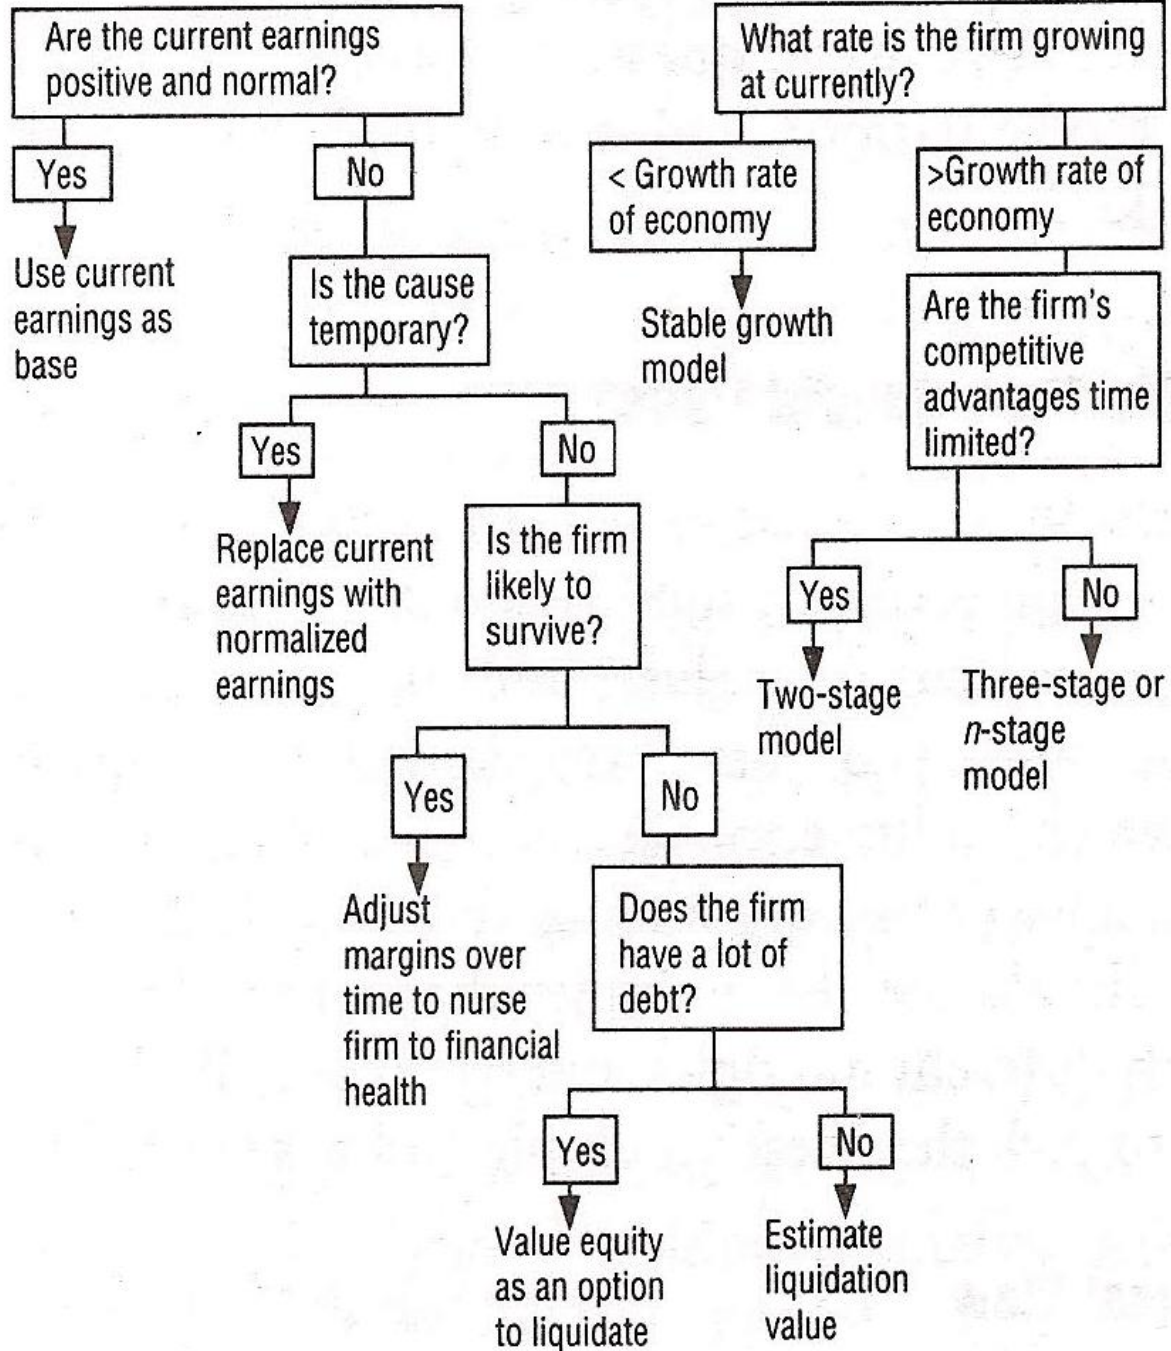 Are the current earnings
positive and normal?
Yes
No
Use current
earnings as
base
Is the cause
temporary?
Yes
No
Replace current
earnings with
normalized
earnings
Is the firm
likely to
survive?
Yes
No
Adjust
margins over
time to nurse
firm to financial
health
Does the firm
have a lot of
debt?
Yes
No
Value equity
as an option
to liquidate
Estimate
liquidation
value
What rate is the firm growing
at currently?
< Growth rate
of economy
>Growth rate of
economy
Stable growth
model
Are the firm's
competitive
advantages time
limited?
Yes
No
Two-stage
model
Three-stage or
n-stage
model